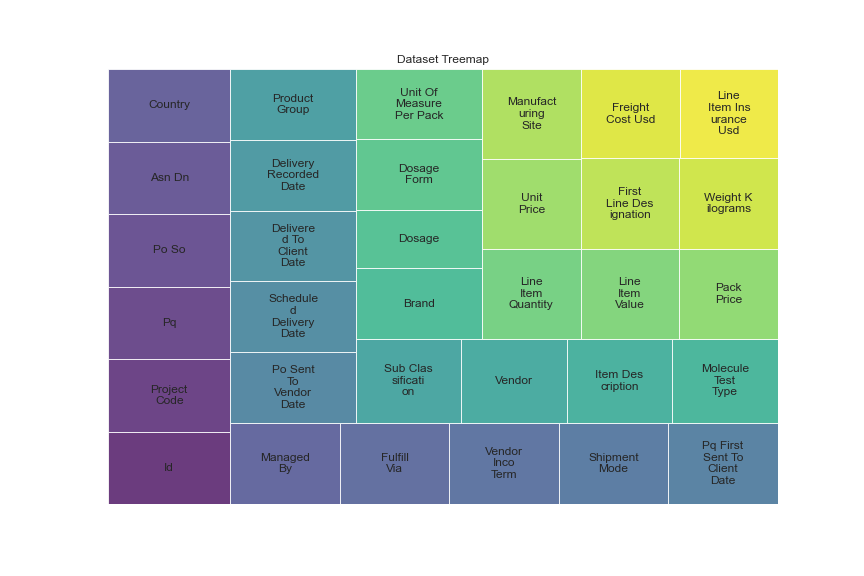 Dataset Treemap
Country
Asn Dn
Po So
Pq
Project
Code
Id
Product
Group
Delivery
Recorded
Date
Delivere
d To
Client
Date
Schedule
d
Delivery
Date
Po Sent
To
Vendor
Date
Managed
By
Fulfill
Via
Vendor
Inco
Term
Shipment
Mode
Pq First
Sent To
Client
Date
Unit Of
Measure
Per Pack
Dosage
Form
Dosage
Brand
Sub Clas
sificati
on
Vendor
Item Des
cription
Molecule
Test
Type
Manufact
uring
Site
Unit
Price
Line
Item
Quantity
Freight
Cost Usd
First
Line Des
ignation
Line
Item
Value
Line
Item Ins
urance
Usd
Weight K
ilograms
Pack
Price